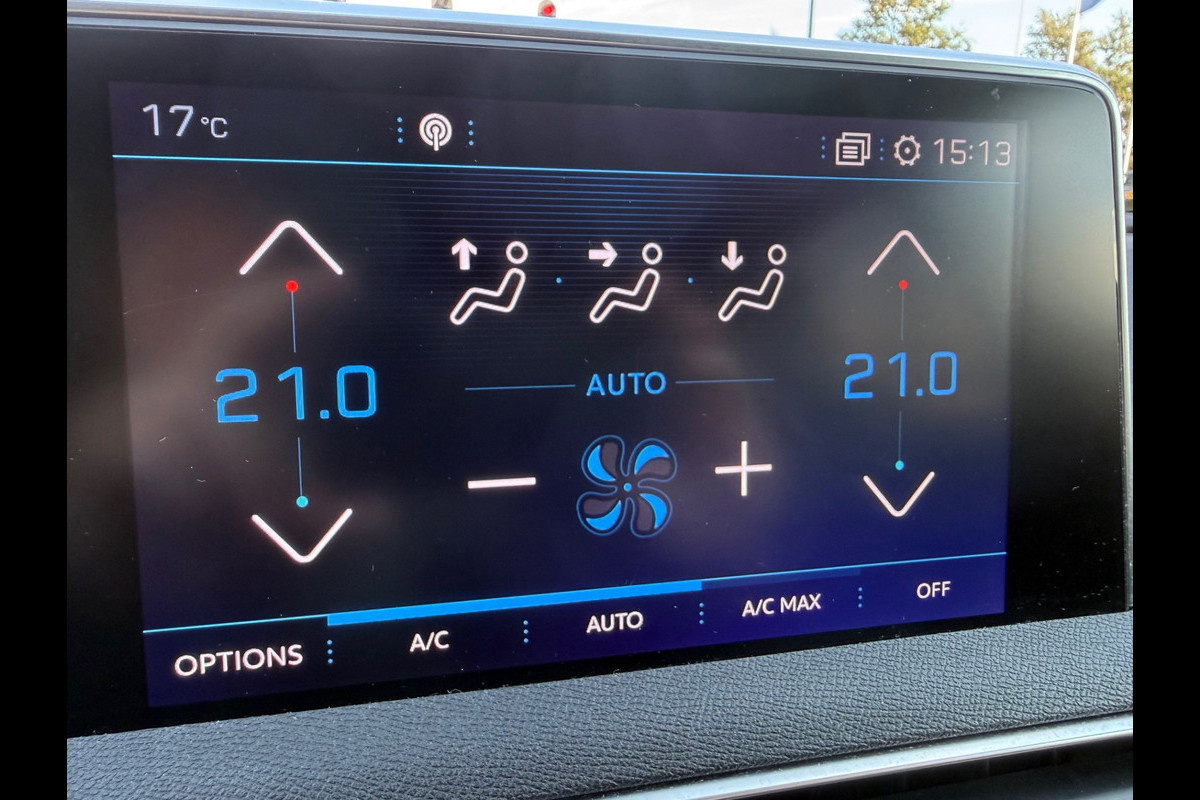 17 °C
15:13
21.0
21.0
AUTO
OPTIONS
A/C
AUTO
A/C MAX
OFF